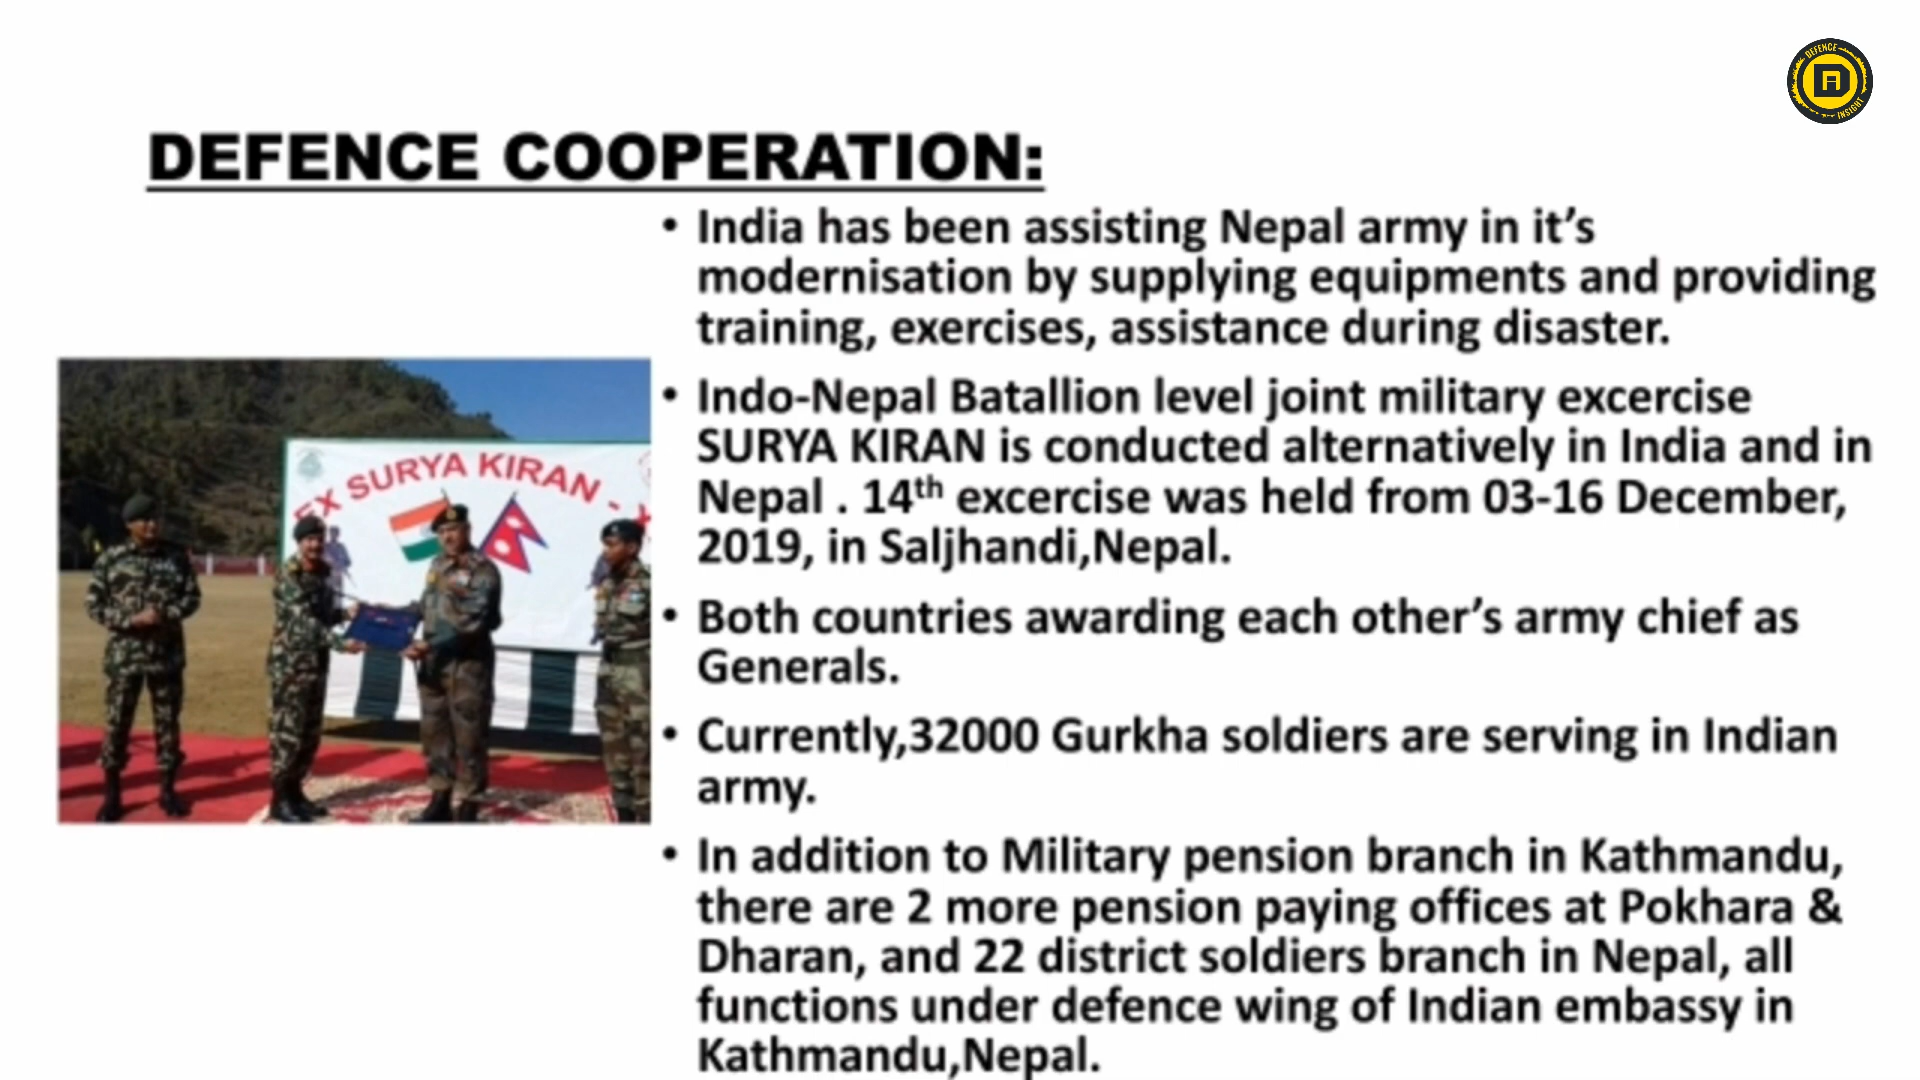 DEFENCE
INSIGHT
DEFENCE COOPERATION:
• India has been assisting Nepal army in it’s
modernisation by supplying equipments and providing
training, exercises, assistance during disaster.
• Indo-Nepal Batallion level joint military excercise
SURYA KIRAN is conducted alternatively in India and in
Nepal . 14th excercise was held from 03-16 December,
2019, in Saljhandi,Nepal.
• Both countries awarding each other’s army chief as
Generals.
• Currently,32000 Gurkha soldiers are serving in Indian
army.
• In addition to Military pension branch in Kathmandu,
there are 2 more pension paying offices at Pokhara &
Dharan, and 22 district soldiers branch in Nepal, all
functions under defence wing of Indian embassy in
Kathmandu,Nepal.
EX SURYA KIRAN - X